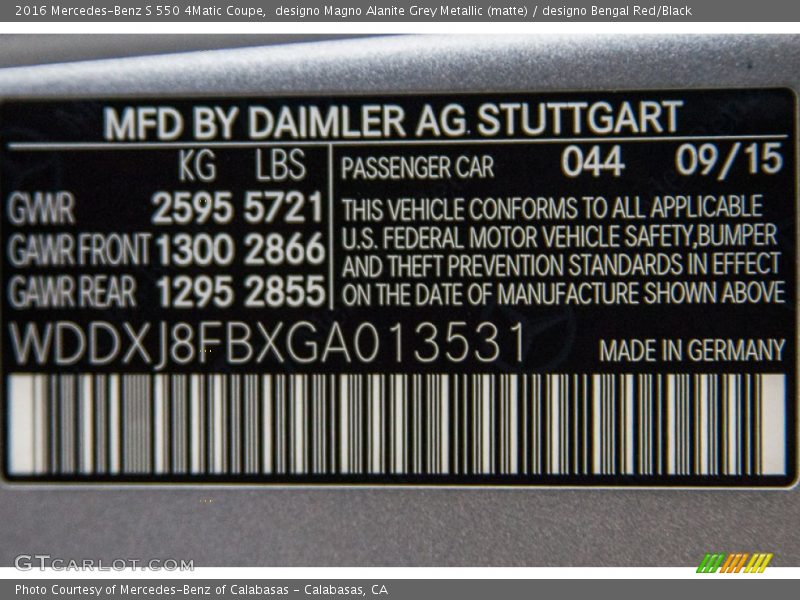 2016 Mercedes-Benz S 550 4Matic Coupe, designo Magno Alanite Grey Metallic (matte) / designo Bengal Red/Black
MFD BY DAIMLER AG STUTTGART
KG LBS
GVWR 2595 5721
GAWR FRONT 1300 2866
GAWR REAR 1295 2855
PASSENGER CAR 044 09/15
THIS VEHICLE CONFORMS TO ALL APPLICABLE
U.S. FEDERAL MOTOR VEHICLE SAFETY,BUMPER
AND THEFT PREVENTION STANDARDS IN EFFECT
ON THE DATE OF MANUFACTURE SHOWN ABOVE
WDDXJ8FBXGA013531
MADE IN GERMANY
GTCARLOT.COM
Photo Courtesy of Mercedes-Benz of Calabasas - Calabasas, CA